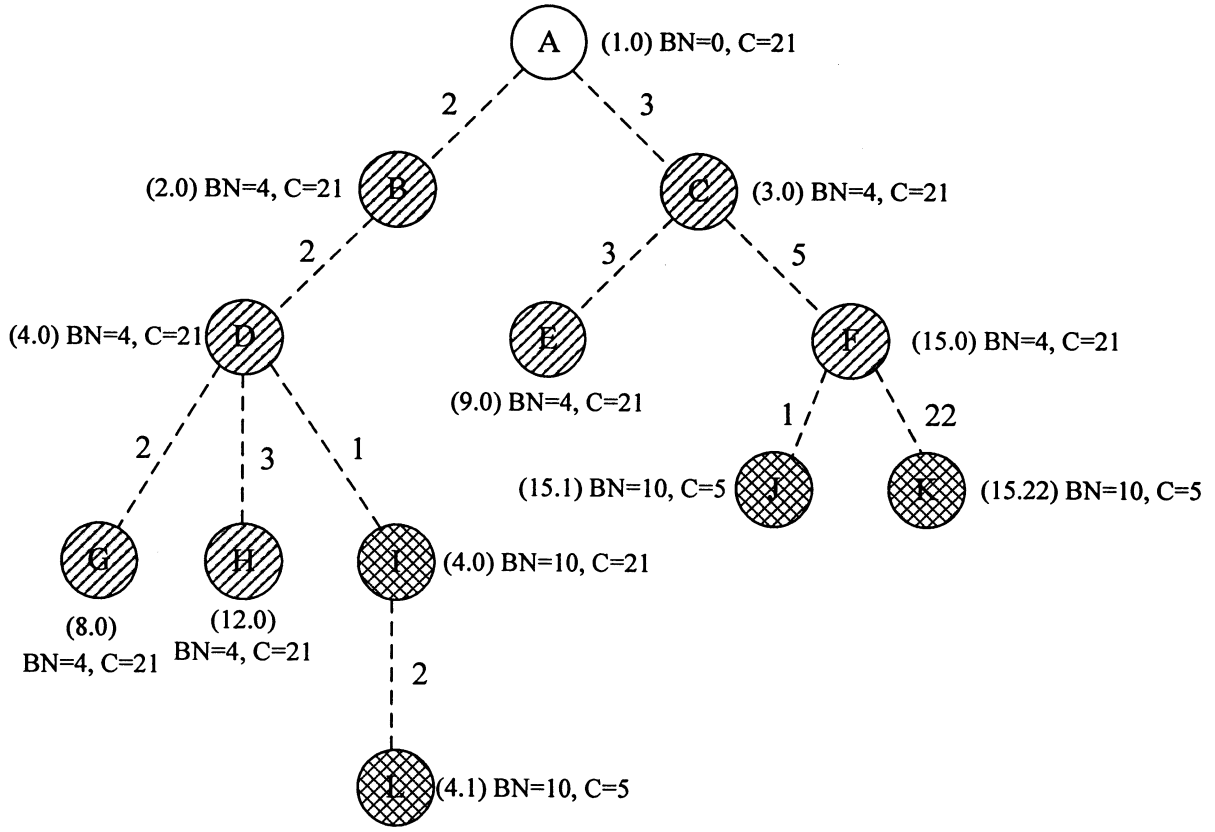 A (1.0) BN=0, C=21
2 3
(2.0) BN=4, C=21 B C (3.0) BN=4, C=21
2 3 5
(4.0) BN=4, C=21 D E F (15.0) BN=4, C=21
(9.0) BN=4, C=21
2 3 1 1 22
(15.1) BN=10, C=5 J K (15.22) BN=10, C=5
G H I (4.0) BN=10, C=21
(8.0) (12.0)
BN=4, C=21 BN=4, C=21
2
L (4.1) BN=10, C=5